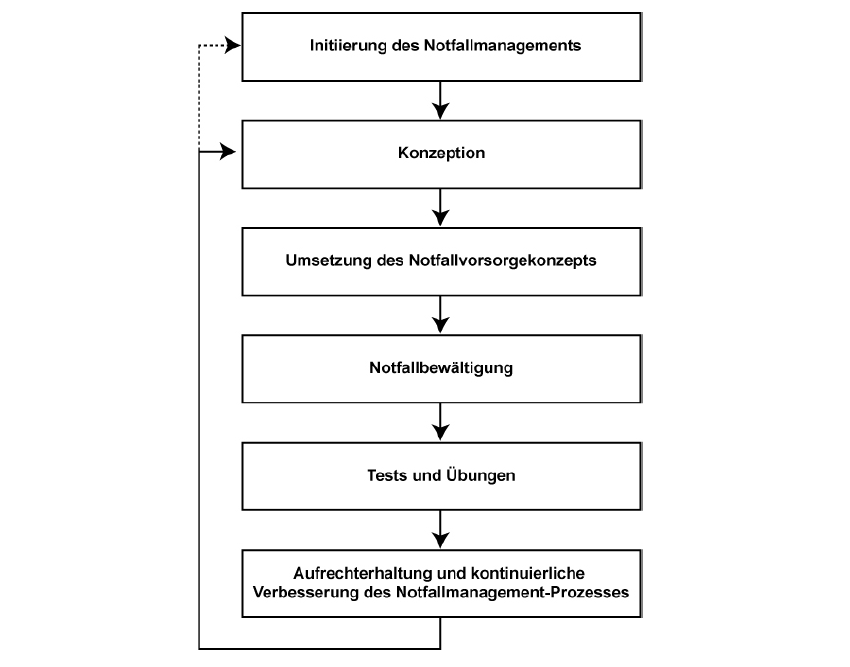 Initiierung des Notfallmanagements
Konzeption
Umsetzung des Notfallvorsorgekonzepts
Notfallbewältigung
Tests und Übungen
Aufrechterhaltung und kontinuierliche
Verbesserung des Notfallmanagement-Prozesses